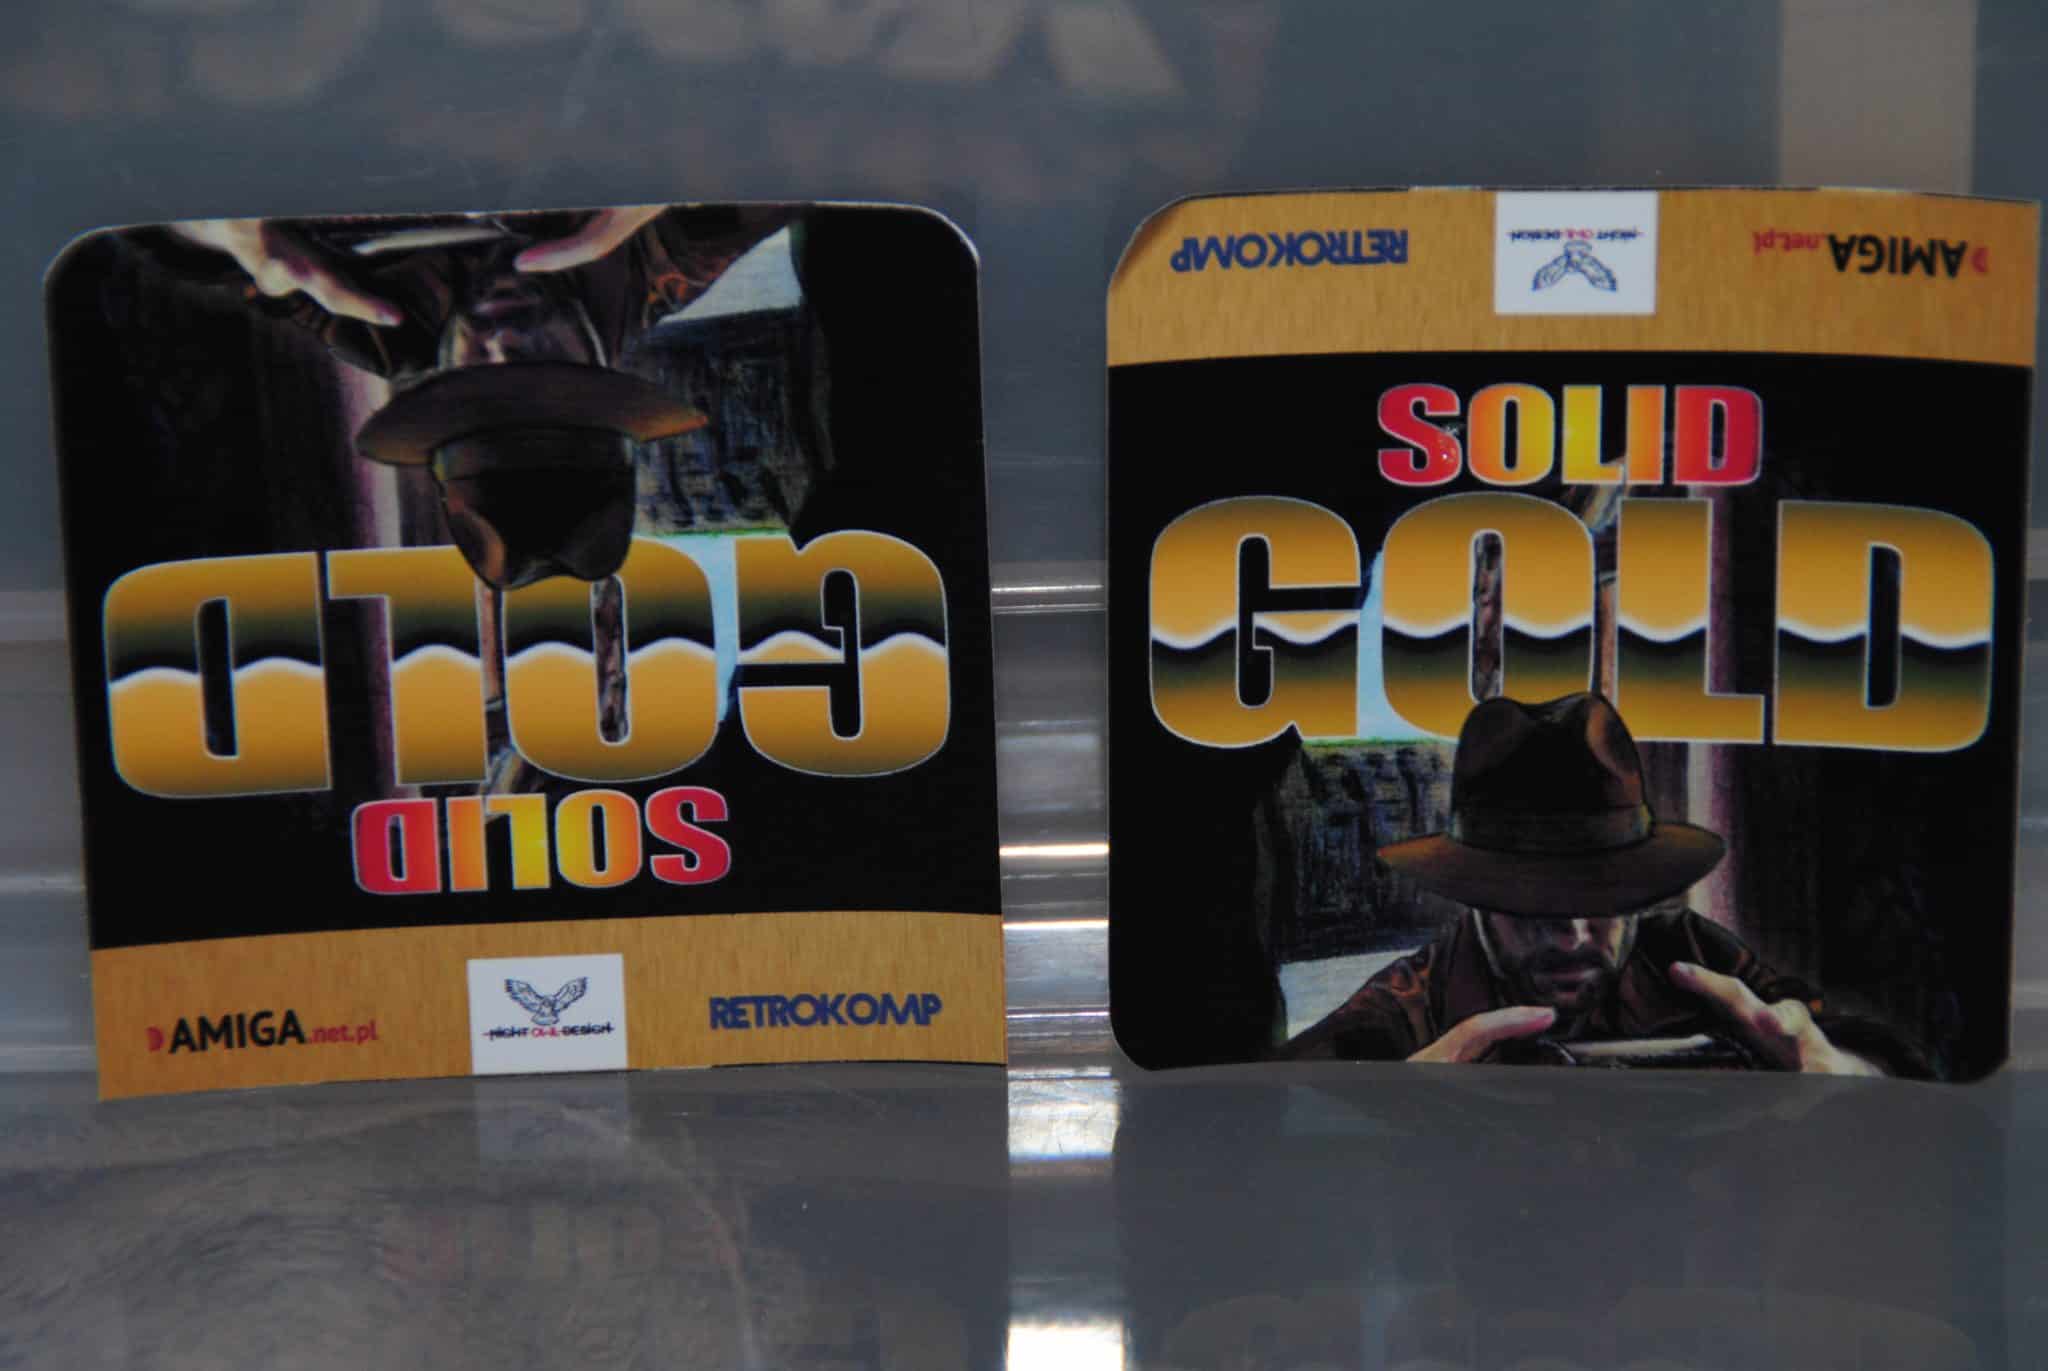 GOLD
SOLID
AMIGA.net.pl
NIGHT OWL DESIGN
RETROKOMP
RETROKOMP
NIGHT OWL DESIGN
AMIGA.net.pl
SOLID
GOLD